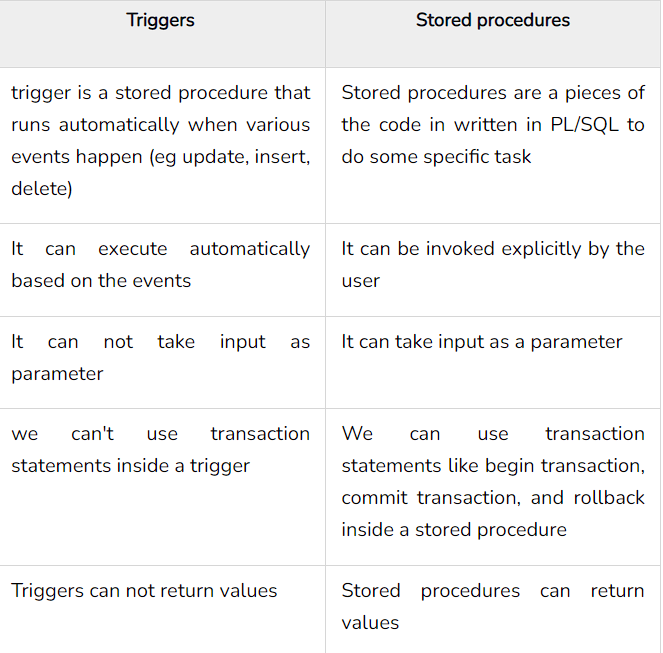 Triggers
Stored procedures
trigger is a stored procedure that
runs automatically when various
events happen (eg update, insert,
delete)
Stored procedures are a pieces of
the code in written in PL/SQL to
do some specific task
It can execute automatically
based on the events
It can be invoked explicitly by the
user
It can not take input as
parameter
It can take input as a parameter
we can't use transaction
statements inside a trigger
We can use transaction
statements like begin transaction,
commit transaction, and rollback
inside a stored procedure
Triggers can not return values
Stored procedures can return
values